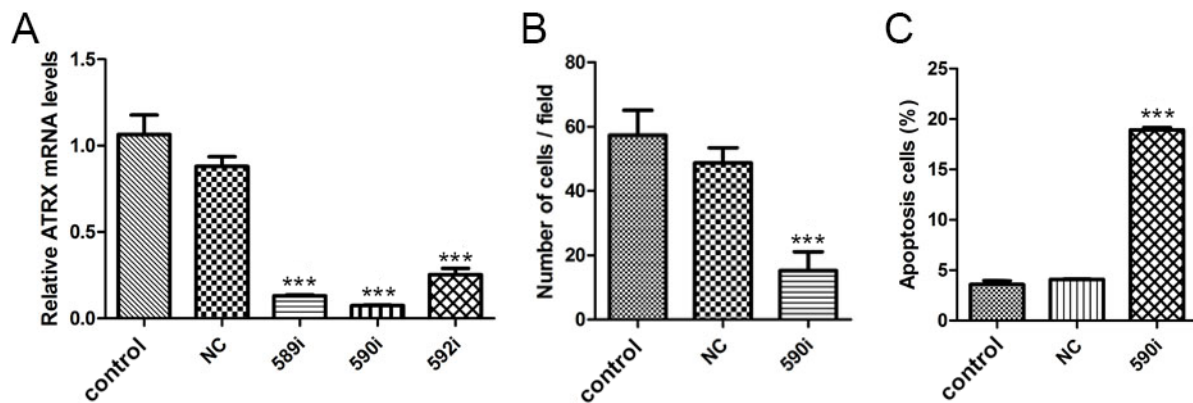 A
Relative ATRX mRNA levels
1.5
1.0
0.5
0.0
***
***
***
control
NC
589i
590i
592i
B
Number of cells / field
80
60
40
20
0
***
control
NC
590i
C
Apoptosis cells (%)
25
20
15
10
5
0
***
control
NC
590i